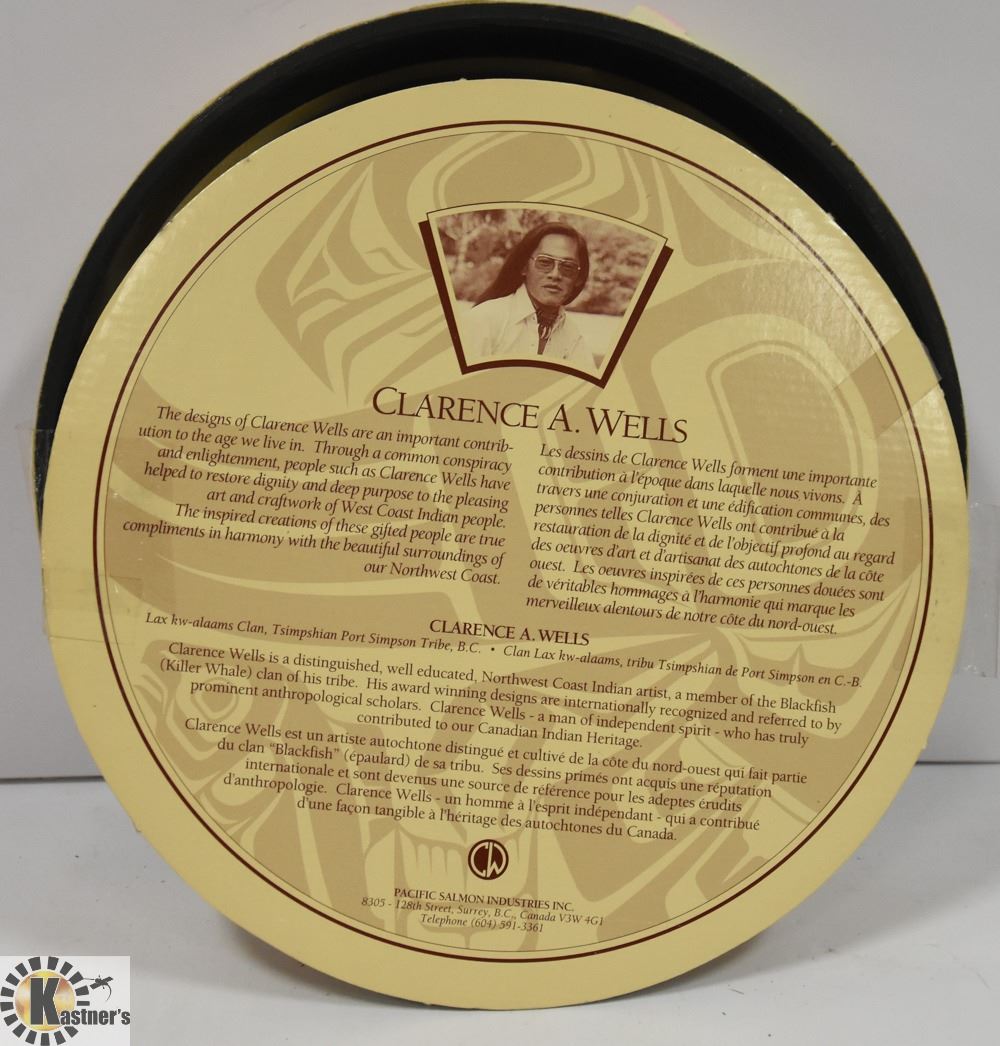 CLARENCE A. WELLS
The designs of Clarence Wells are an important contrib-
ution to the age we live in. Through a common conspiracy
and enlightenment, people such as Clarence Wells have
helped to restore dignity and deep purpose to the pleasing
art and craftwork of West Coast Indian people.
The inspired creations of these gifted people are true
compliments in harmony with the beautiful surroundings of
our Northwest Coast.
Les dessins de Clarence Wells forment une importante
contribution à l'époque dans laquelle nous vivons. À
travers une conjuration et une édification communes, des
personnes telles Clarence Wells ont contribué à la
restauration de la dignité et de l'objectif profond au regard
des oeuvres d'art et d'artisanat des autochtones de la côte
ouest. Les oeuvres inspirées de ces personnes douées sont
de véritables hommages à l'harmonie qui marque les
merveilleux alentours de notre côte du nord-ouest.
CLARENCE A. WELLS
Lax kw-alaams Clan, Tsimpshian Port Simpson Tribe, B.C. • Clan Lax kw-alaams, tribu Tsimpshian de Port Simpson en C.-B.
Clarence Wells is a distinguished, well educated, Northwest Coast Indian artist, a member of the Blackfish
(Killer Whale) clan of his tribe. His award winning designs are internationally recognized and referred to by
prominent anthropological scholars. Clarence Wells - a man of independent spirit - who has truly
contributed to our Canadian Indian Heritage.
Clarence Wells est un artiste autochtone distingué et cultivé de la côte du nord-ouest qui fait partie
du clan "Blackfish" (épaulard) de sa tribu. Ses dessins primés ont acquis une réputation
internationale et sont devenus une source de référence pour les adeptes érudits
d'anthropologie. Clarence Wells - un homme à l'esprit indépendant - qui a contribué
d'une façon tangible à l'héritage des autochtones du Canada.
CW
PACIFIC SALMON INDUSTRIES INC.
8305 - 128th Street, Surrey, B.C., Canada V3W 4G1
Telephone (604) 591-3361
Kastner's